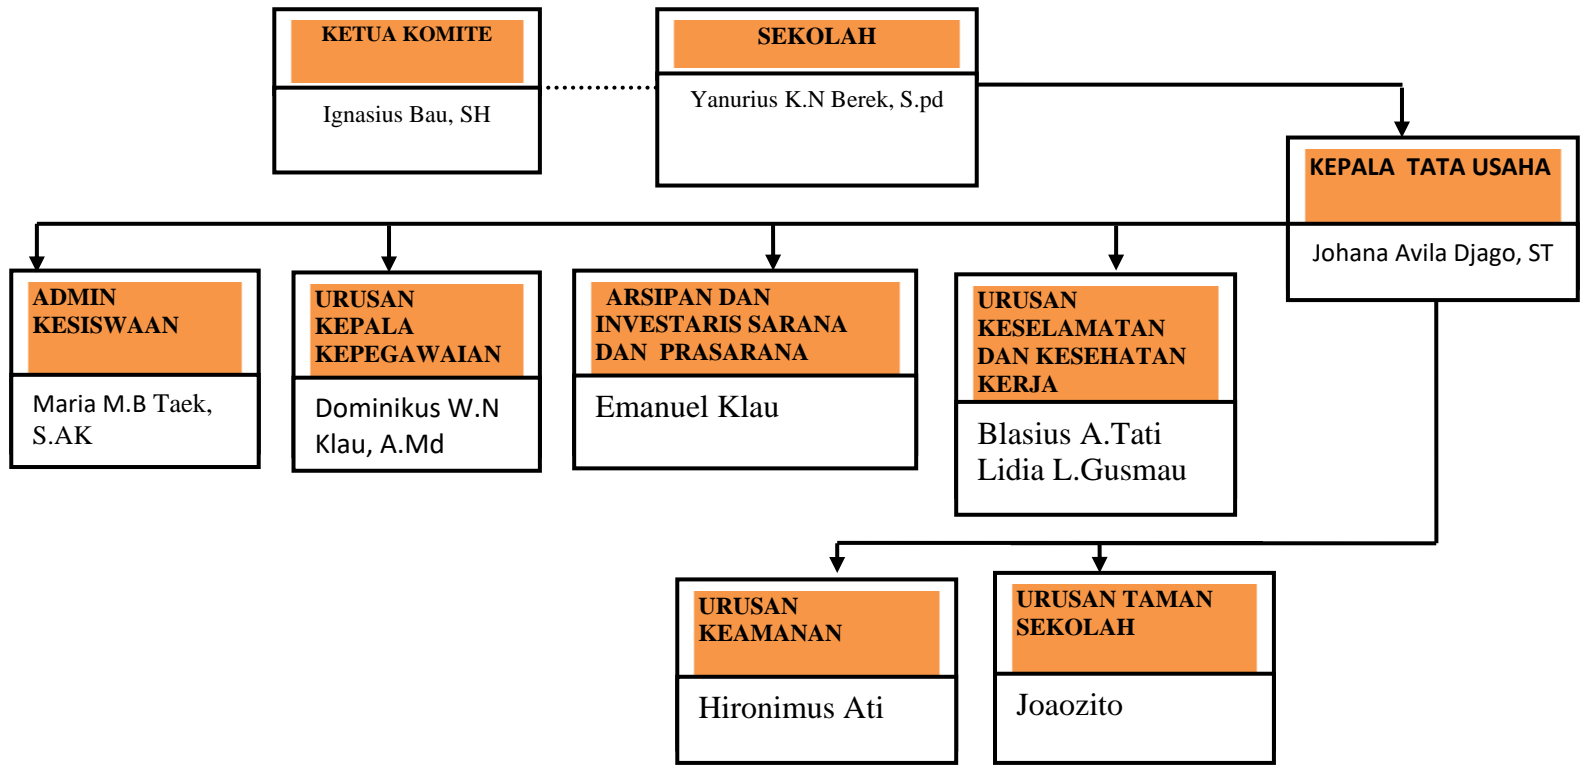 KETUA KOMITE
Ignasius Bau, SH
SEKOLAH
Yanurius K.N Berek, S.pd
KEPALA TATA USAHA
Johana Avila Djago, ST
ADMIN
KESISWAAN
Maria M.B Taek,
S.AK
URUSAN
KEPALA
KEPEGAWAIAN
Dominikus W.N
Klau, A.Md
ARSIPAN DAN
INVESTARIS SARANA
DAN PRASARANA
Emanuel Klau
URUSAN
KESELAMATAN
DAN KESEHATAN
KERJA
Blasius A.Tati
Lidia L.Gusmau
URUSAN
KEAMANAN
Hironimus Ati
URUSAN TAMAN
SEKOLAH
Joaozito